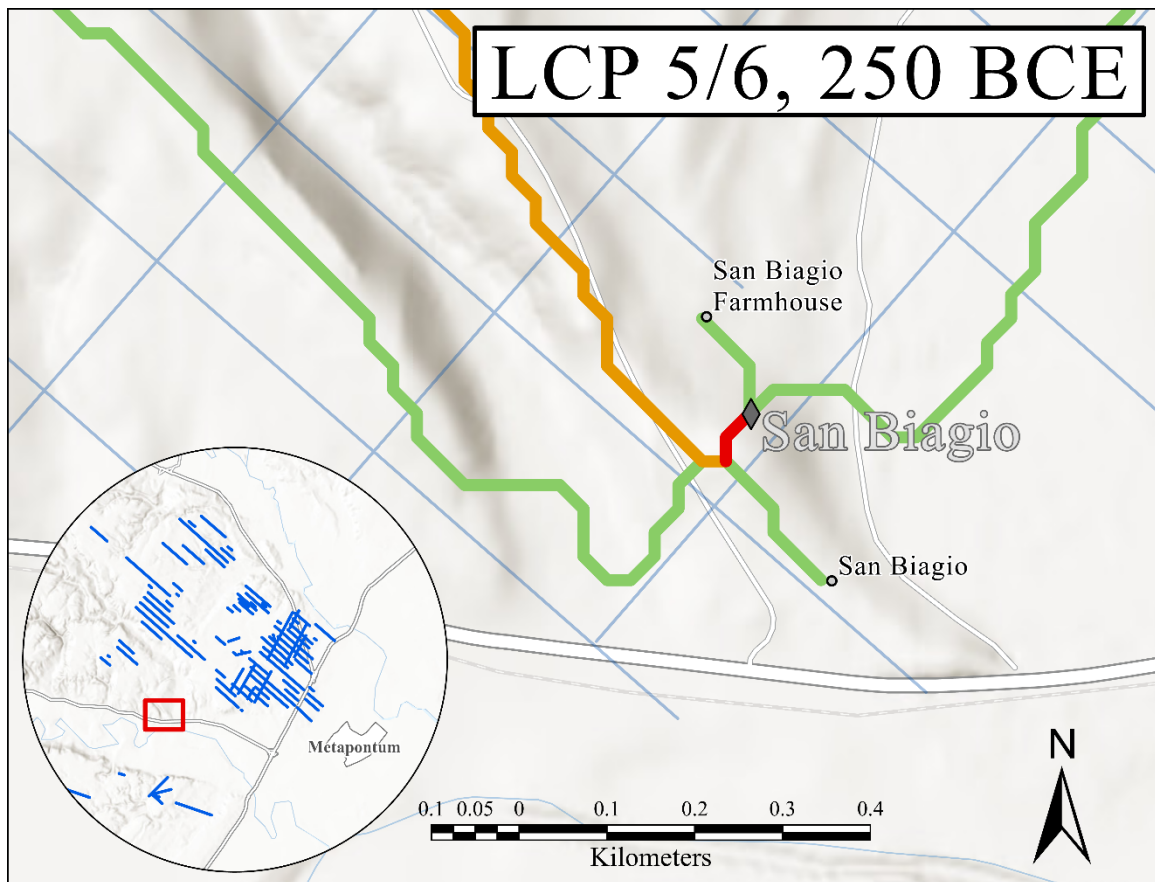 LCP 5/6, 250 BCE
San Biagio
Farmhouse
San Biagio
San Biagio
Metapontum
N
0.1 0.05 0 0.1 0.2 0.3 0.4
Kilometers